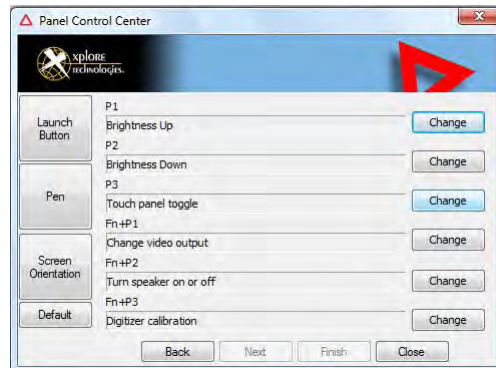 Panel Control Center
xplore
technologies.
Launch
Button
Pen
Screen
Orientation
Default
P1
Brightness Up
Change
P2
Brightness Down
Change
P3
Touch panel toggle
Change
Fn+P1
Change video output
Change
Fn+P2
Turn speaker on or off
Change
Fn+P3
Digitizer calibration
Change
Back
Next
Finish
Close